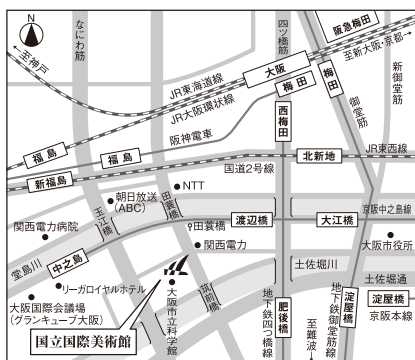 N
なにわ筋
四ツ橋筋
阪急梅田
至新大阪・京都→
←至神戸
JR東海道線
大阪
梅田
梅田
新御堂筋
JR大阪環状線
御堂筋
阪神電車
西梅田
福島
福島
JR東西線
北新地
新福島
国道2号線
NTT
朝日放送
(ABC)
玉江橋
田蓑橋
京阪中之島線
渡辺橋
大江橋
田蓑橋
関西電力病院
関西電力
大阪市役所
堂島川
中之島
土佐堀川
リーガロイヤルホテル
土佐堀通
大阪国際会議場
(グランキューブ大阪)
大阪市立科学館
筑前橋
地下鉄四つ橋線
肥後橋
至難波→
地下鉄御堂筋線
淀屋橋
淀屋橋
京阪本線
国立国際美術館